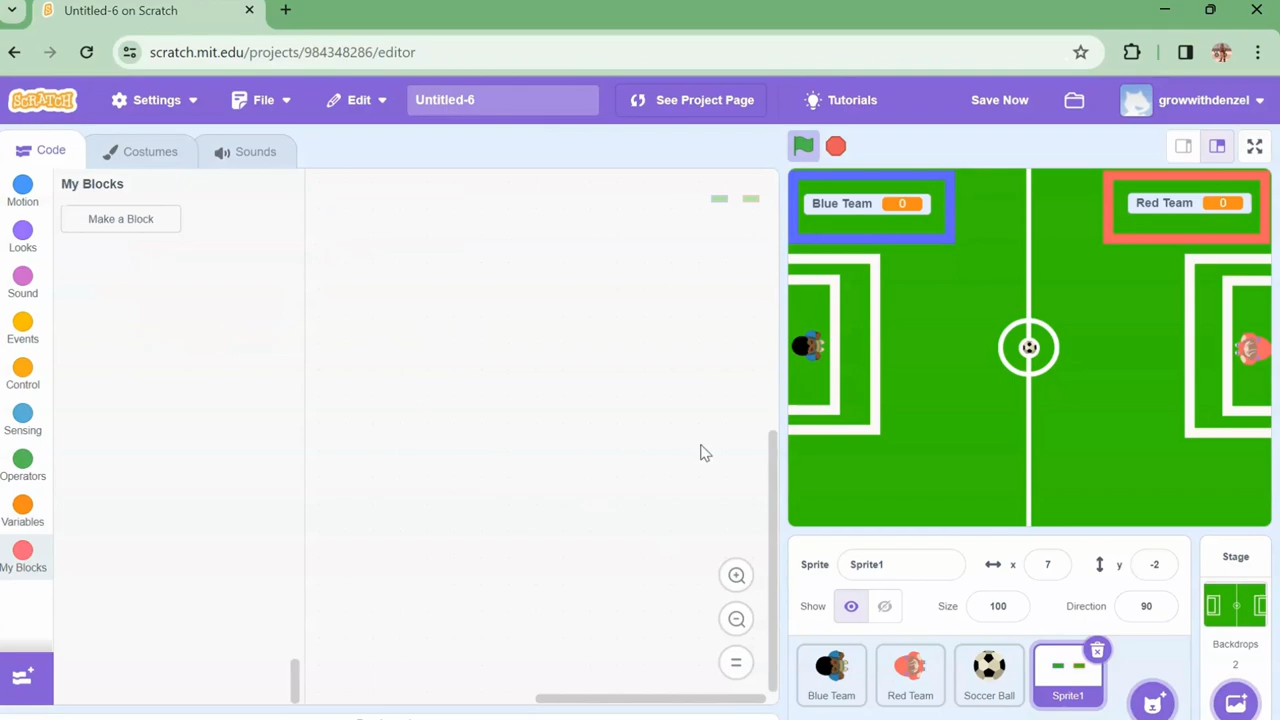 Untitled-6 on Scratch
scratch.mit.edu/projects/984348286/editor
SCRATCH
Settings
File
Edit
Untitled-6
See Project Page
Tutorials
Save Now
growwithdenzel
Code
Costumes
Sounds
My Blocks
Make a Block
Motion
Looks
Sound
Events
Control
Sensing
Operators
Variables
My Blocks
Blue Team 0
Red Team 0
Sprite
Sprite1
x 7
y -2
Show
Size 100
Direction 90
Blue Team
Red Team
Soccer Ball
Sprite1
Stage
Backdrops
2